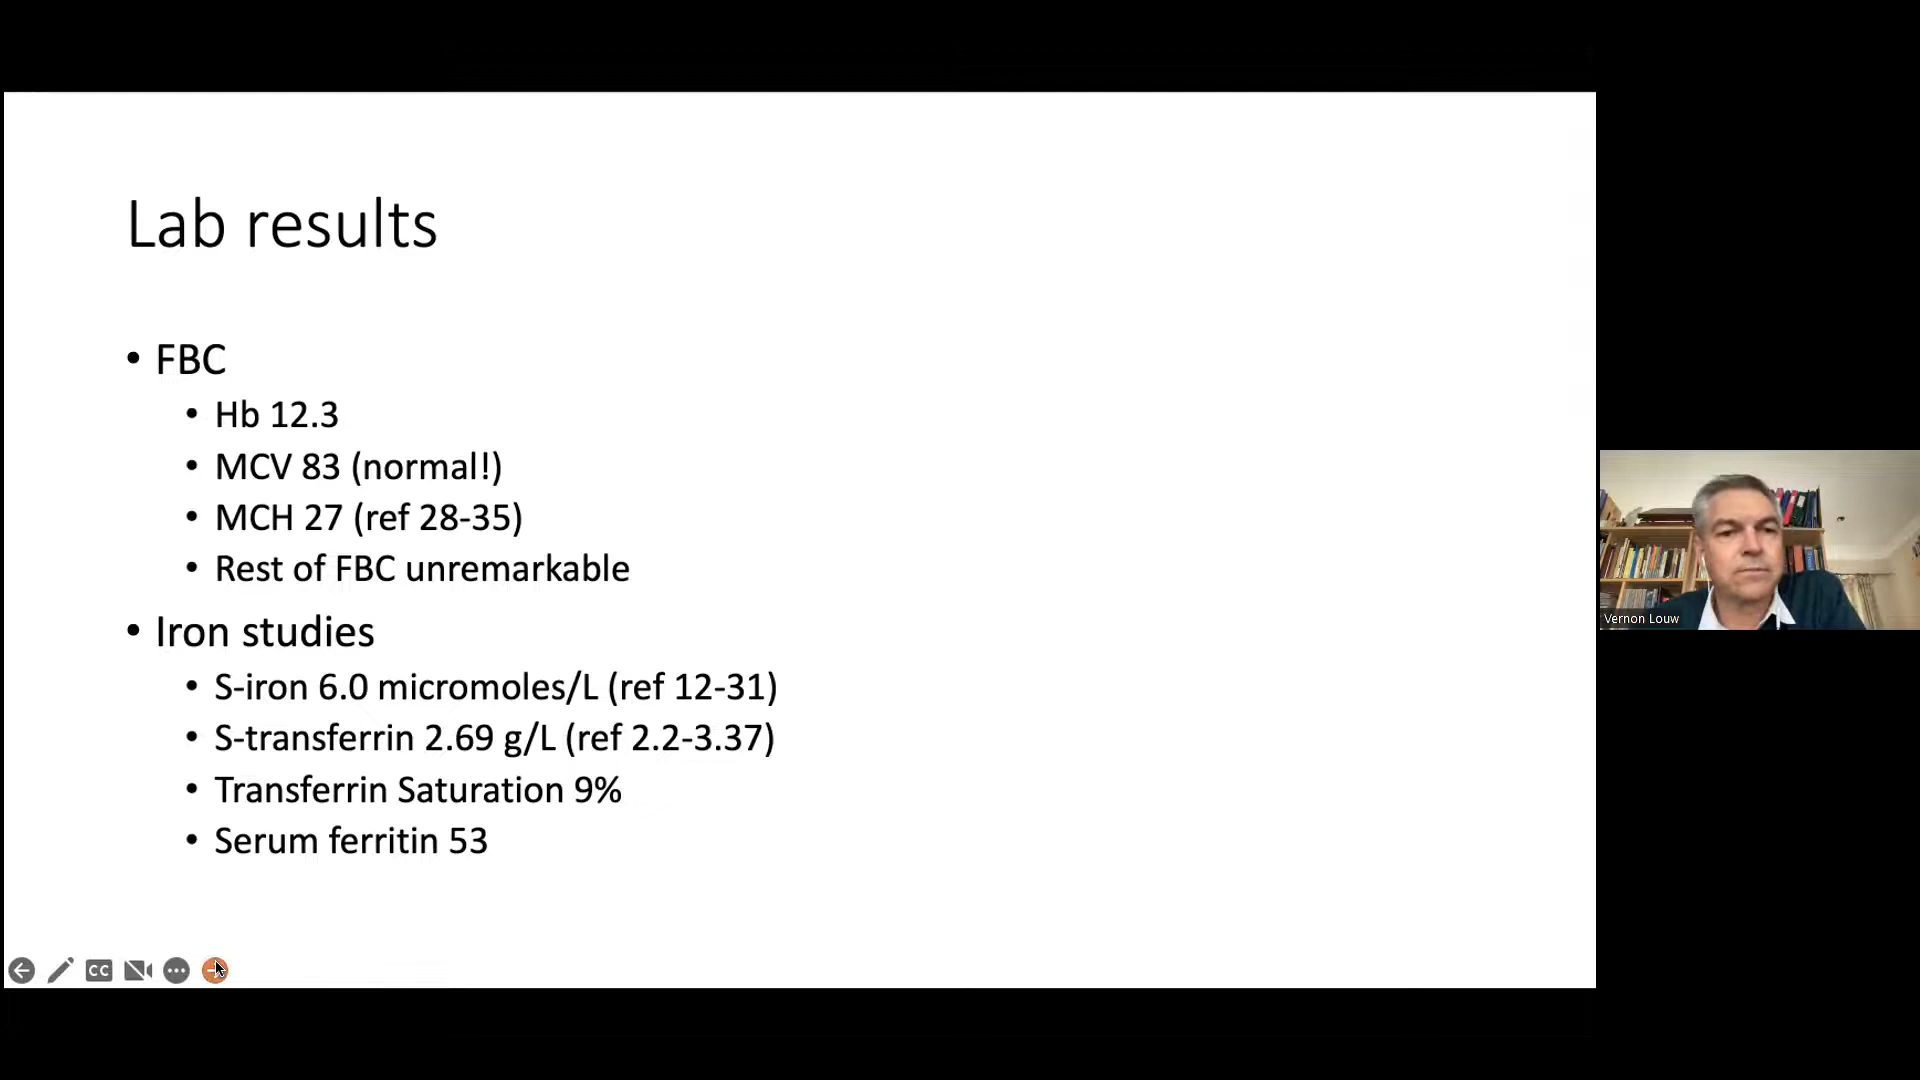 Lab results
• FBC
• Hb 12.3
• MCV 83 (normal!)
• MCH 27 (ref 28-35)
• Rest of FBC unremarkable
• Iron studies
• S-iron 6.0 micromoles/L (ref 12-31)
• S-transferrin 2.69 g/L (ref 2.2-3.37)
• Transferrin Saturation 9%
• Serum ferritin 53
CC
Vernon Louw